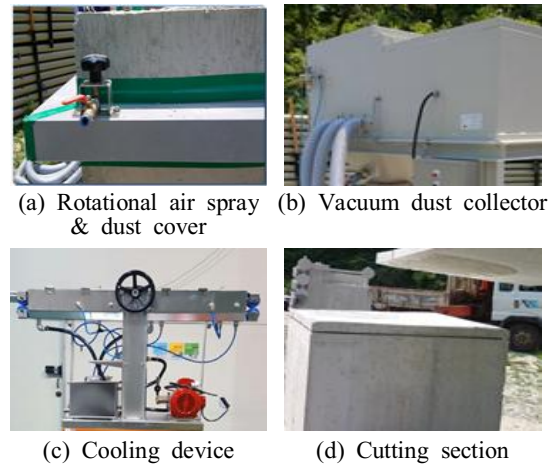 (a) Rotational air spray
& dust cover
(b) Vacuum dust collector
(c) Cooling device
(d) Cutting section